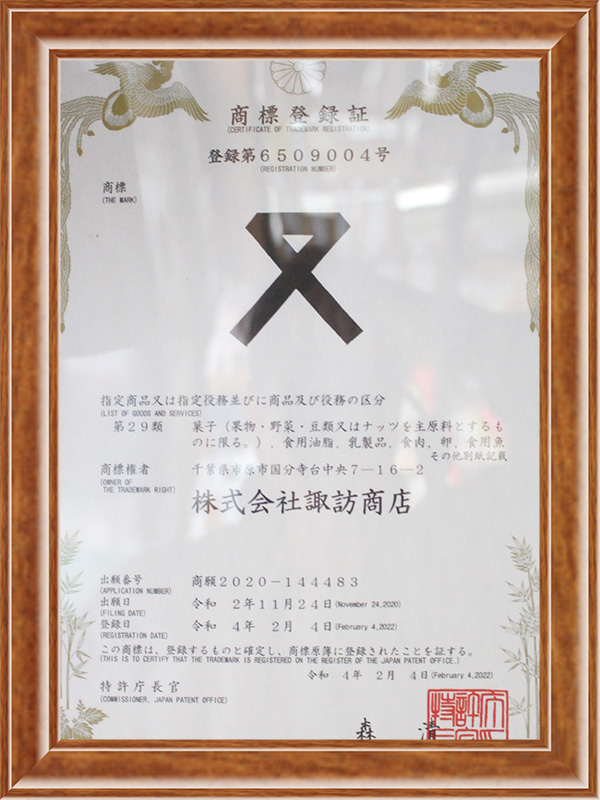 商標登録証
(CERTIFICATE OF TRADEMARK REGISTRATION)
登録第6509004号
(REGISTRATION NUMBER)
商標
(THE MARK)
指定商品又は指定役務並びに商品及び役務の区分
(LIST OF GOODS AND SERVICES)
第29類 菓子(果物・野菜・豆類又はナッツを主原料とするも
のに限る。),食用油脂,乳製品,食肉,卵,食用魚
その他別紙記載
商標権者 千葉県市原市国分寺台中央7-16-2
(OWNER OF
THE TRADEMARK RIGHT)
株式会社諏訪商店
出願番号 商願2020-144483
(APPLICATION NUMBER)
出願日 令和 2年11月24日(November 24,2020)
(FILING DATE)
登録日 令和 4年 2月 4日(February 4,2022)
(REGISTRATION DATE)
この商標は、登録するものと確定し、商標原簿に登録されたことを証する。
(THIS IS TO CERTIFY THAT THE TRADEMARK IS REGISTERED ON THE REGISTER OF THE JAPAN PATENT OFFICE.)
令和 4年 2月 4日(February 4,2022)
特許庁長官
(COMMISSIONER, JAPAN PATENT OFFICE)
森 清